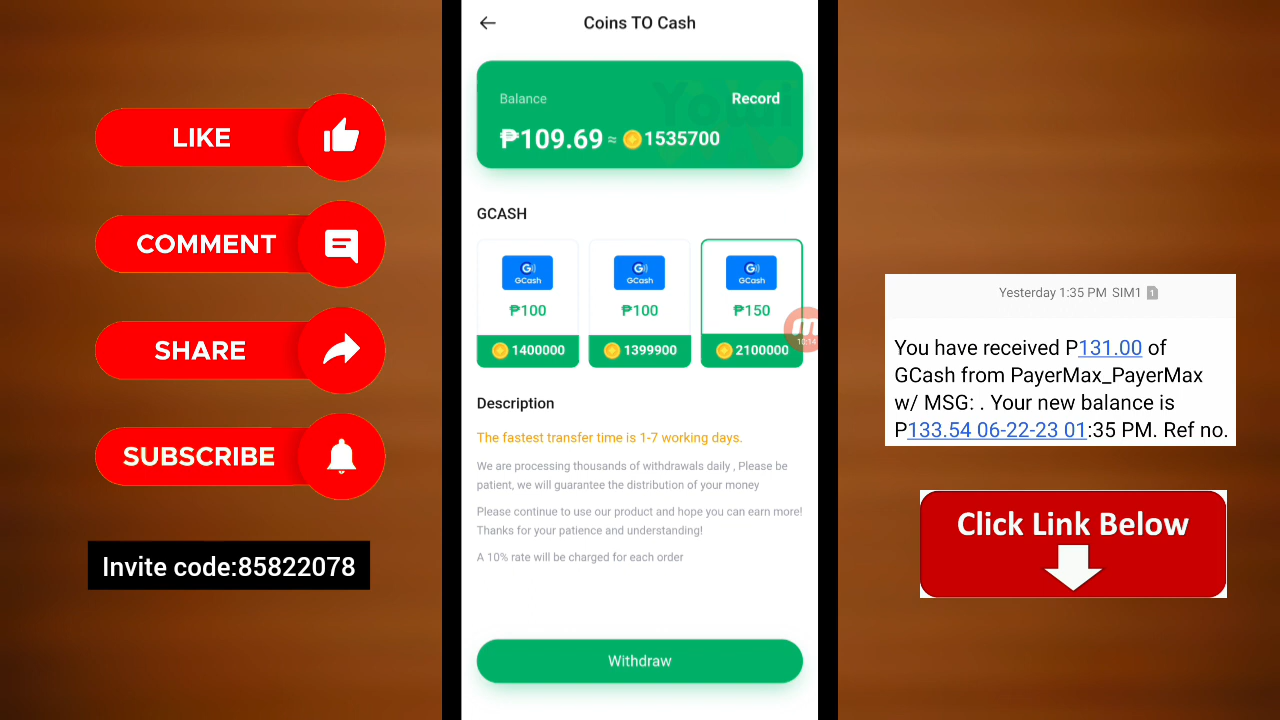 LIKE
COMMENT
SHARE
SUBSCRIBE
Invite code:85822078
Coins TO Cash
Balance
Record
₱109.69 ≈ 1535700
GCASH
G
GCash
₱100
1400000
G
GCash
₱100
1399900
G
GCash
₱150
2100000
10:14
Description
The fastest transfer time is 1-7 working days.
We are processing thousands of withdrawals daily , Please be
patient, we will guarantee the distribution of your money
Please continue to use our product and hope you can earn more!
Thanks for your patience and understanding!
A 10% rate will be charged for each order
Withdraw
Yesterday 1:35 PM SIM1 1
You have received P131.00 of
GCash from PayerMax_PayerMax
w/ MSG: . Your new balance is
P133.54 06-22-23 01:35 PM. Ref no.
Click Link Below